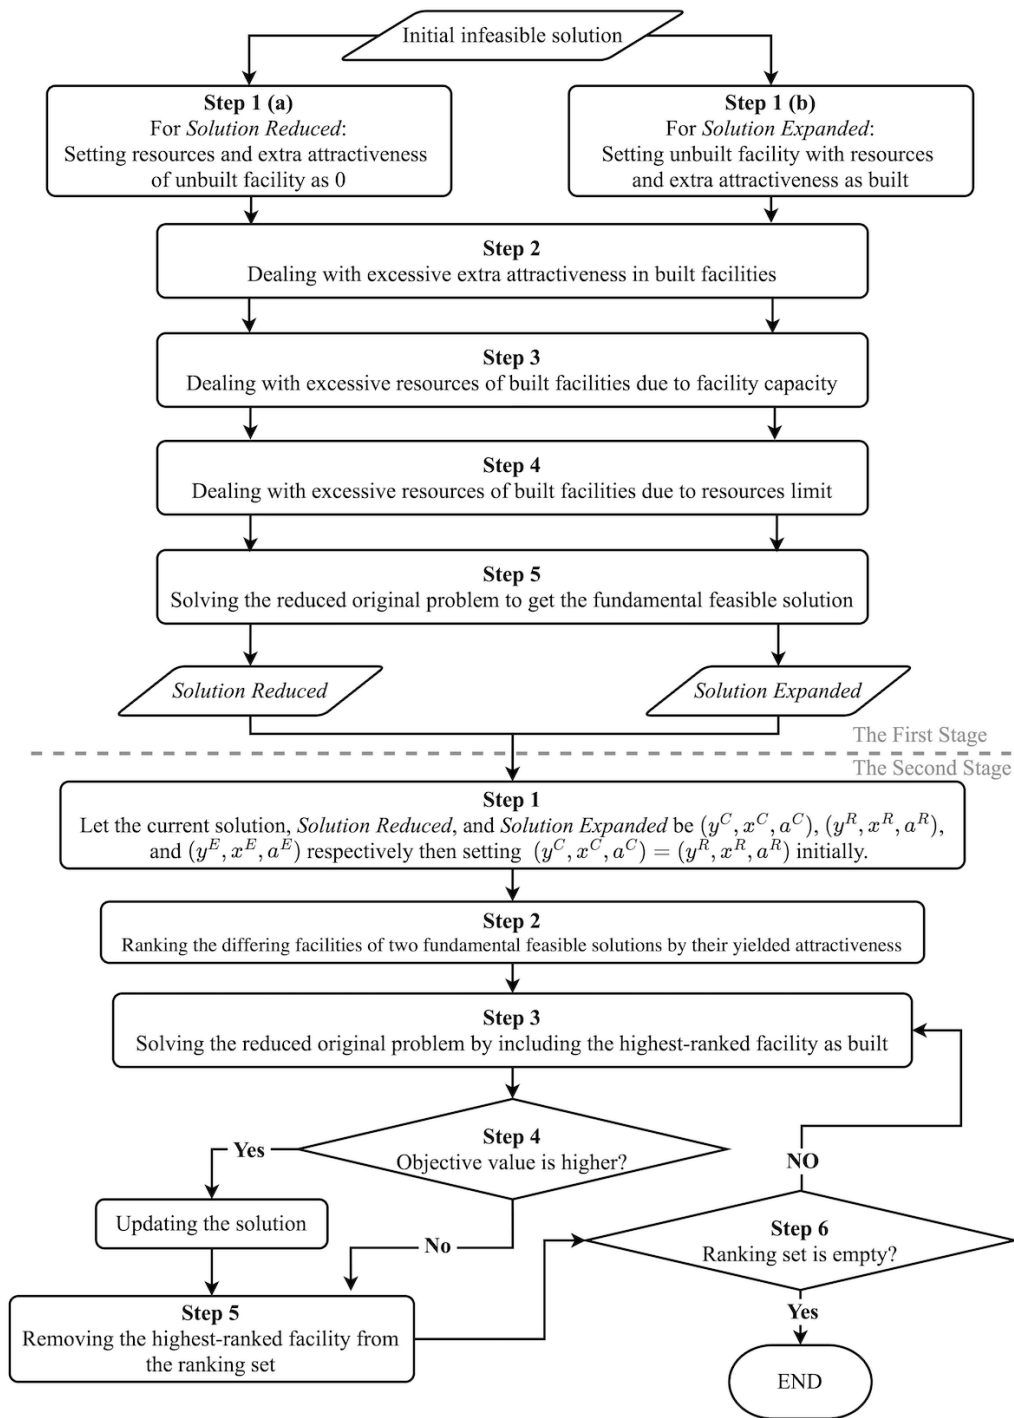 Initial infeasible solution
Step 1 (a)
For Solution Reduced:
Setting resources and extra attractiveness
of unbuilt facility as 0
Step 1 (b)
For Solution Expanded:
Setting unbuilt facility with resources
and extra attractiveness as built
Step 2
Dealing with excessive extra attractiveness in built facilities
Step 3
Dealing with excessive resources of built facilities due to facility capacity
Step 4
Dealing with excessive resources of built facilities due to resources limit
Step 5
Solving the reduced original problem to get the fundamental feasible solution
Solution Reduced
Solution Expanded
The First Stage
The Second Stage
Step 1
Let the current solution, Solution Reduced, and Solution Expanded be (y^C, x^C, a^C), (y^R, x^R, a^R),
and (y^E, x^E, a^E) respectively then setting (y^C, x^C, a^C) = (y^R, x^R, a^R) initially.
Step 2
Ranking the differing facilities of two fundamental feasible solutions by their yielded attractiveness
Step 3
Solving the reduced original problem by including the highest-ranked facility as built
Step 4
Objective value is higher?
Yes
Updating the solution
No
Step 5
Removing the highest-ranked facility from
the ranking set
NO
Step 6
Ranking set is empty?
Yes
END